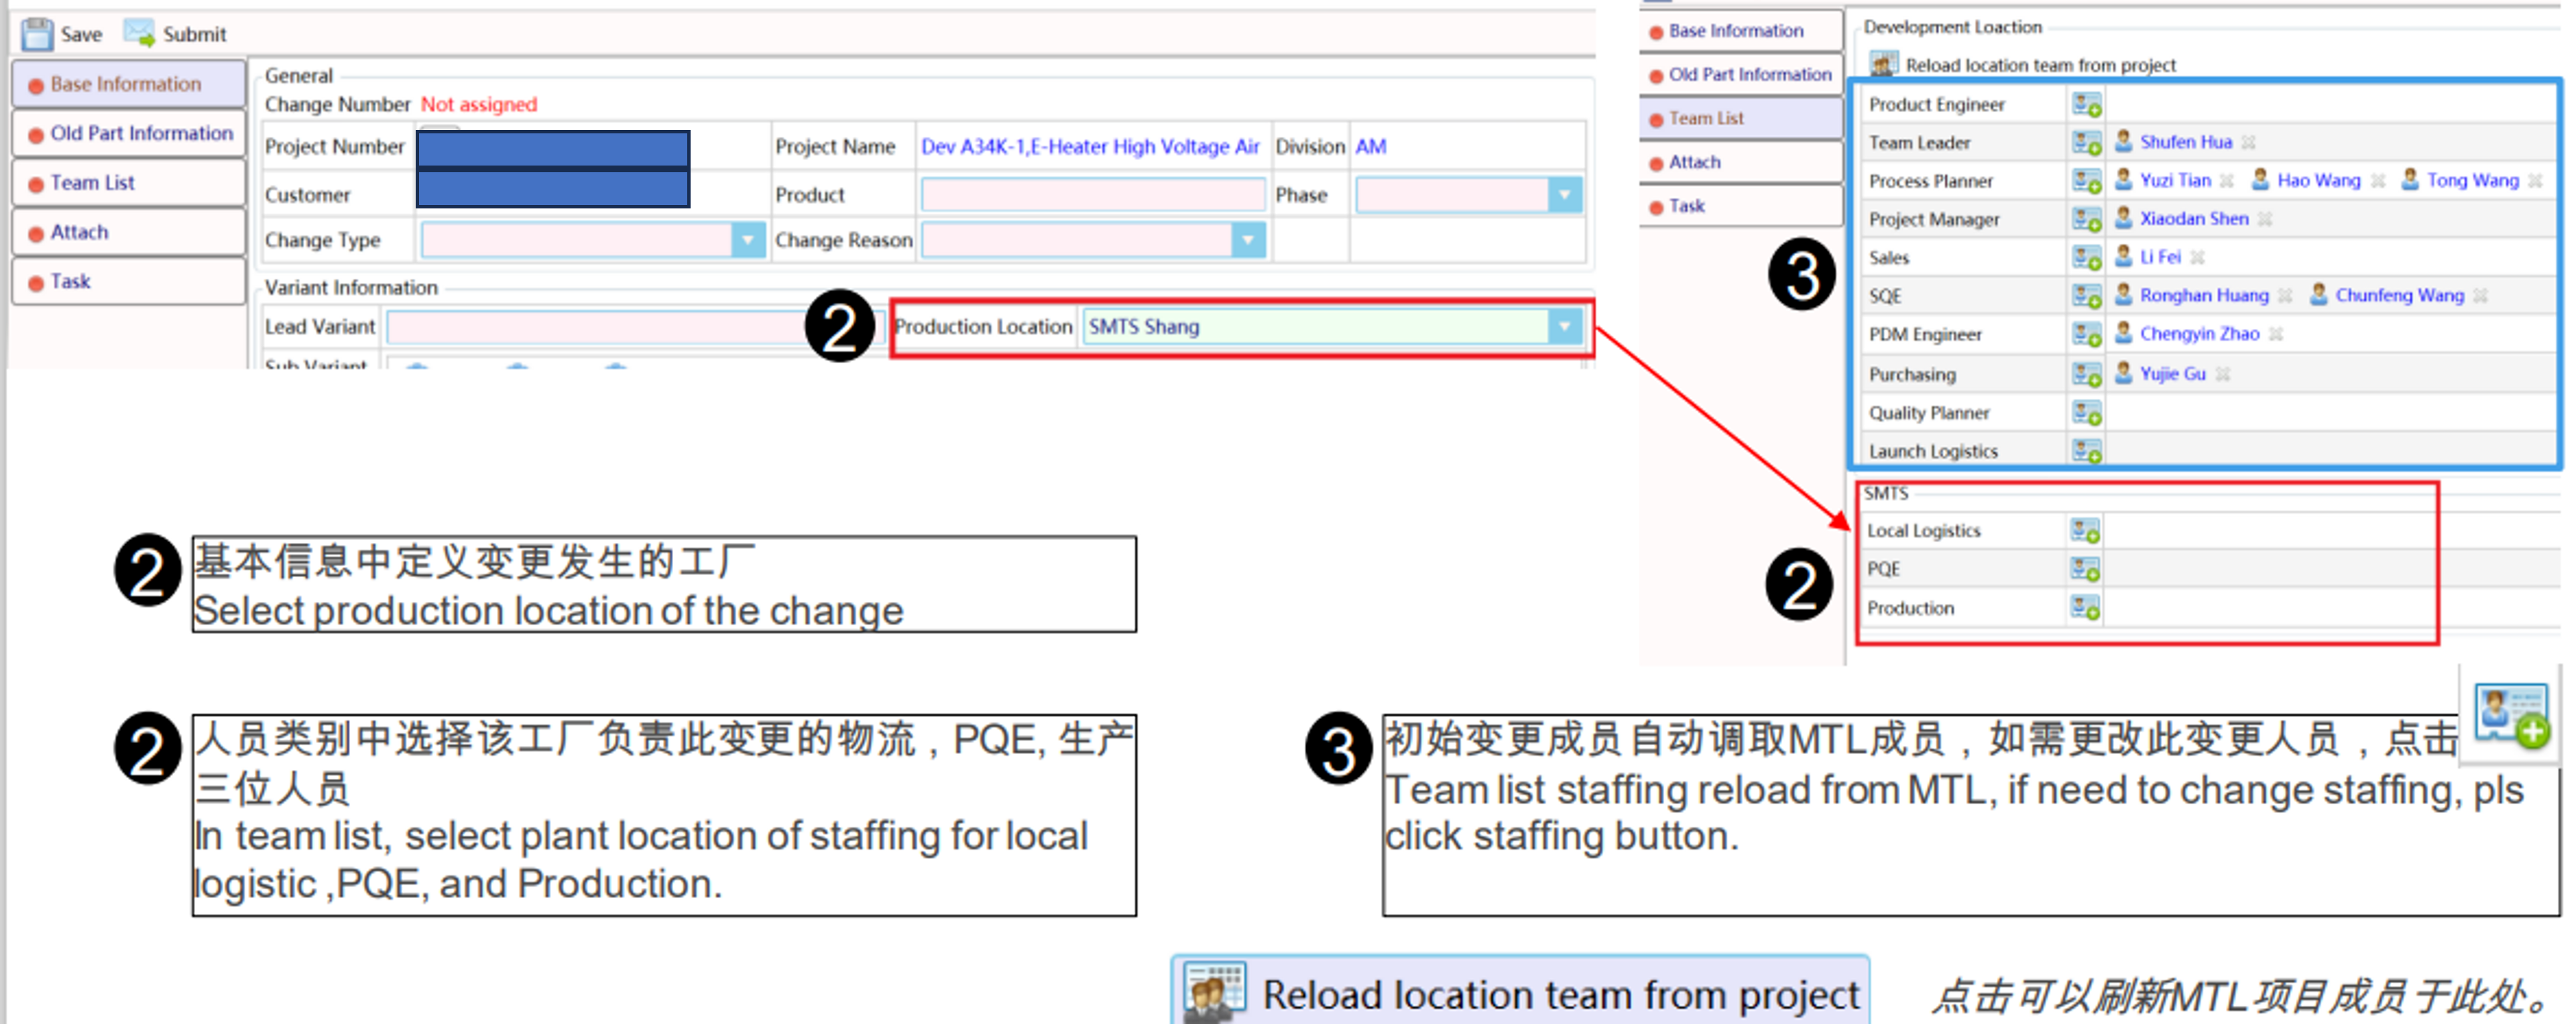 Save Submit
Base Information
Old Part Information
Team List
Attach
Task
General
Change Number Not assigned
Project Number Project Name Dev A34K-1,E-Heater High Voltage Air Division AM
Customer Product Phase
Change Type Change Reason
Variant Information
Lead Variant 2 Production Location SMTS Shang
Sub Variant
Base Information
Old Part Information
Team List
Attach
Task
Development Loaction
Reload location team from project
Product Engineer
Team Leader Shufen Hua
Process Planner Yuzi Tian Hao Wang Tong Wang
Project Manager Xiaodan Shen
3
Sales Li Fei
SQE Ronghan Huang Chunfeng Wang
PDM Engineer Chengyin Zhao
Purchasing Yujie Gu
Quality Planner
Launch Logistics
SMTS
Local Logistics
PQE
2
Production
2 基本信息中定义变更发生的工厂
Select production location of the change
2 人员类别中选择该工厂负责此变更的物流，PQE, 生产
三位人员
In team list, select plant location of staffing for local
logistic ,PQE, and Production.
3 初始变更成员自动调取MTL成员，如需更改此变更人员，点击
Team list staffing reload from MTL, if need to change staffing, pls
click staffing button.
Reload location team from project 点击可以刷新MTL项目成员于此处。